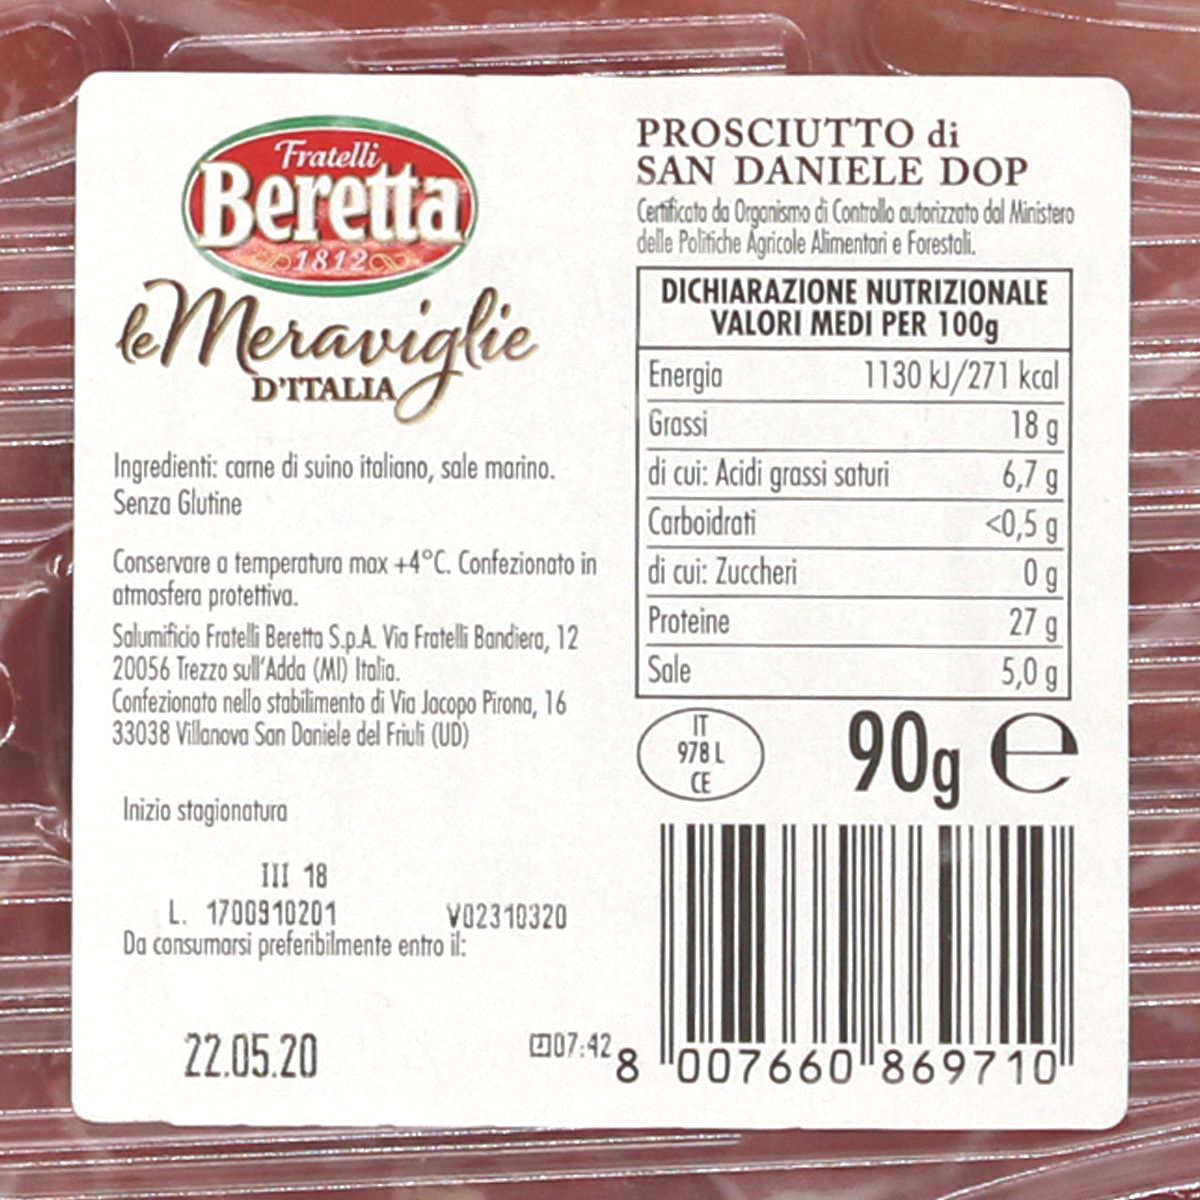 Fratelli
Beretta
1812
le Meraviglie
D'ITALIA
Ingredienti: carne di suino italiano, sale marino.
Senza Glutine
Conservare a temperatura max +4°C. Confezionato in
atmosfera protettiva.
Salumificio Fratelli Beretta S.p.A. Via Fratelli Bandiera, 12
20056 Trezzo sull'Adda (MI) Italia.
Confezionato nello stabilimento di Via Jacopo Pirona, 16
33038 Villanova San Daniele del Friuli (UD)
Inizio stagionatura
III 18
L. 1700910201 V02310320
Da consumarsi preferibilmente entro il:
22.05.20
07:42
PROSCIUTTO di
SAN DANIELE DOP
Certificato da Organismo di Controllo autorizzato dal Ministero
delle Politiche Agricole Alimentari e Forestali.
DICHIARAZIONE NUTRIZIONALE
VALORI MEDI PER 100g
Energia 1130 kJ/271 kcal
Grassi 18 g
di cui: Acidi grassi saturi 6,7 g
Carboidrati <0,5 g
di cui: Zuccheri 0 g
Proteine 27 g
Sale 5,0 g
IT
978 L
CE
90g ℮
8 007660 869710